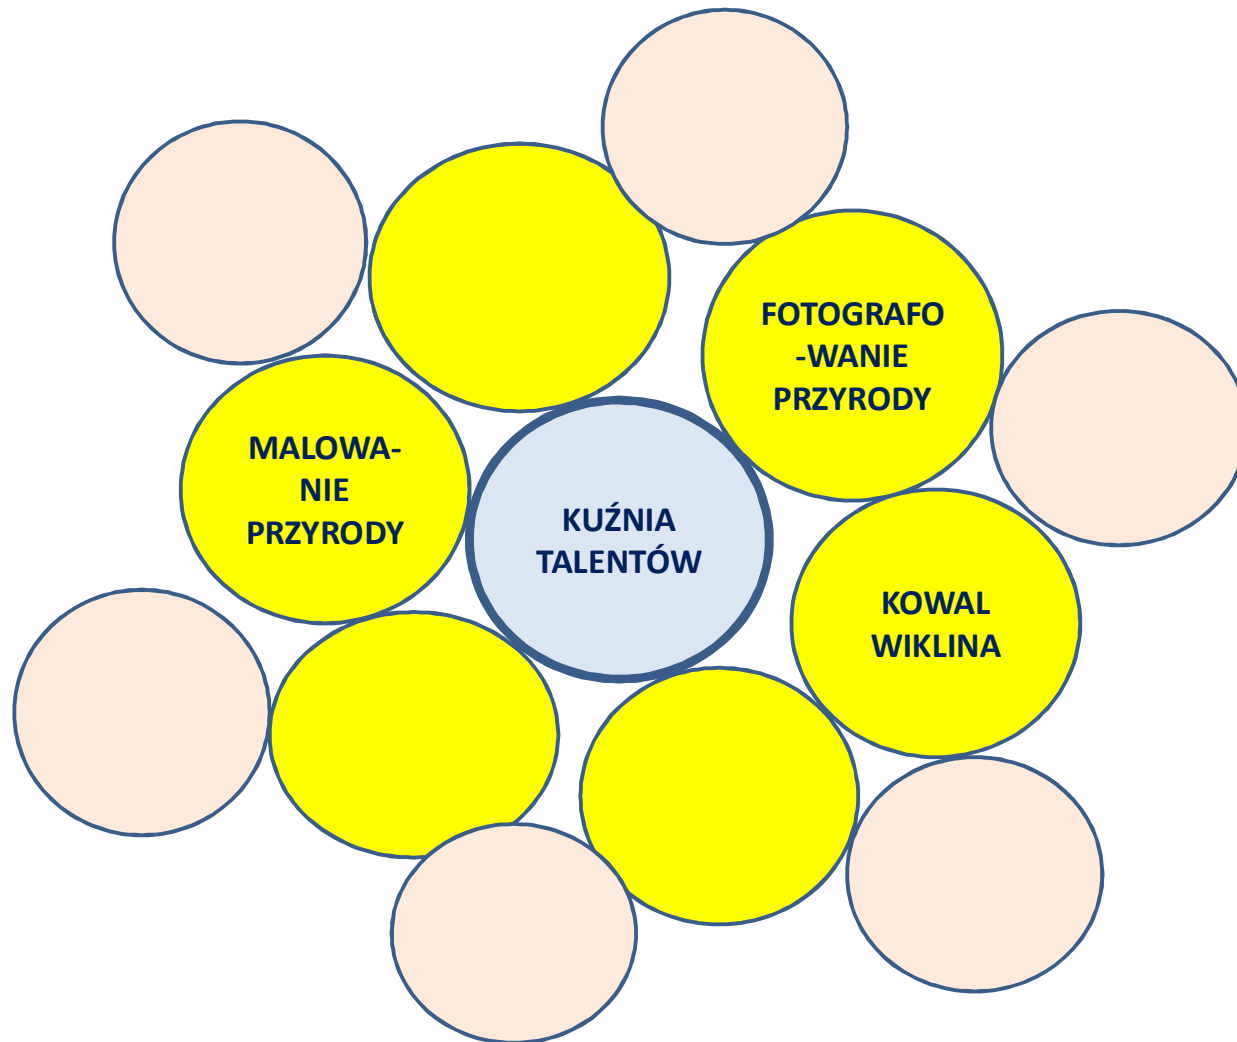 FOTOGRAFO
-WANIE
PRZYRODY
MALOWA-
NIE
PRZYRODY
KUŹNIA
TALENTÓW
KOWAL
WIKLINA